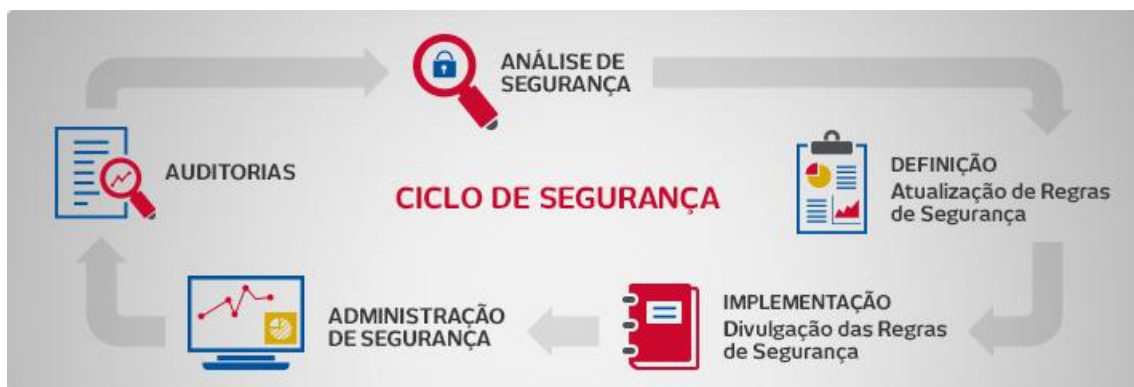 ANÁLISE DE
SEGURANÇA
AUDITORIAS
CICLO DE SEGURANÇA
DEFINIÇÃO
Atualização de Regras
de Segurança
ADMINISTRAÇÃO
DE SEGURANÇA
IMPLEMENTAÇÃO
Divulgação das Regras
de Segurança